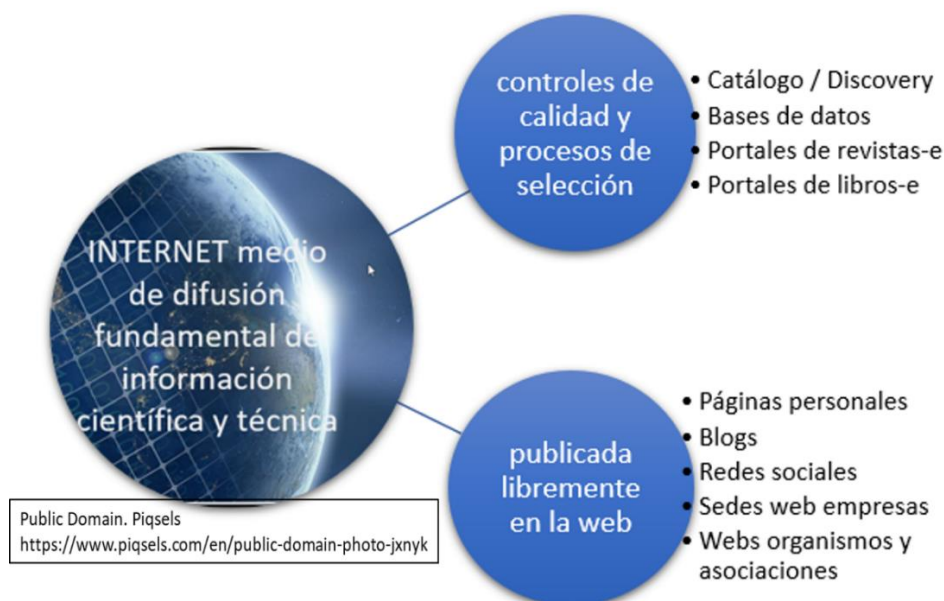 INTERNET medio
de difusión
fundamental de
información
científica y técnica
controles de
calidad y
procesos de
selección
• Catálogo / Discovery
• Bases de datos
• Portales de revistas-e
• Portales de libros-e
publicada
libremente
en la web
• Páginas personales
• Blogs
• Redes sociales
• Sedes web empresas
• Webs organismos y
asociaciones
Public Domain. Piqsels
https://www.piqsels.com/en/public-domain-photo-jxnyk